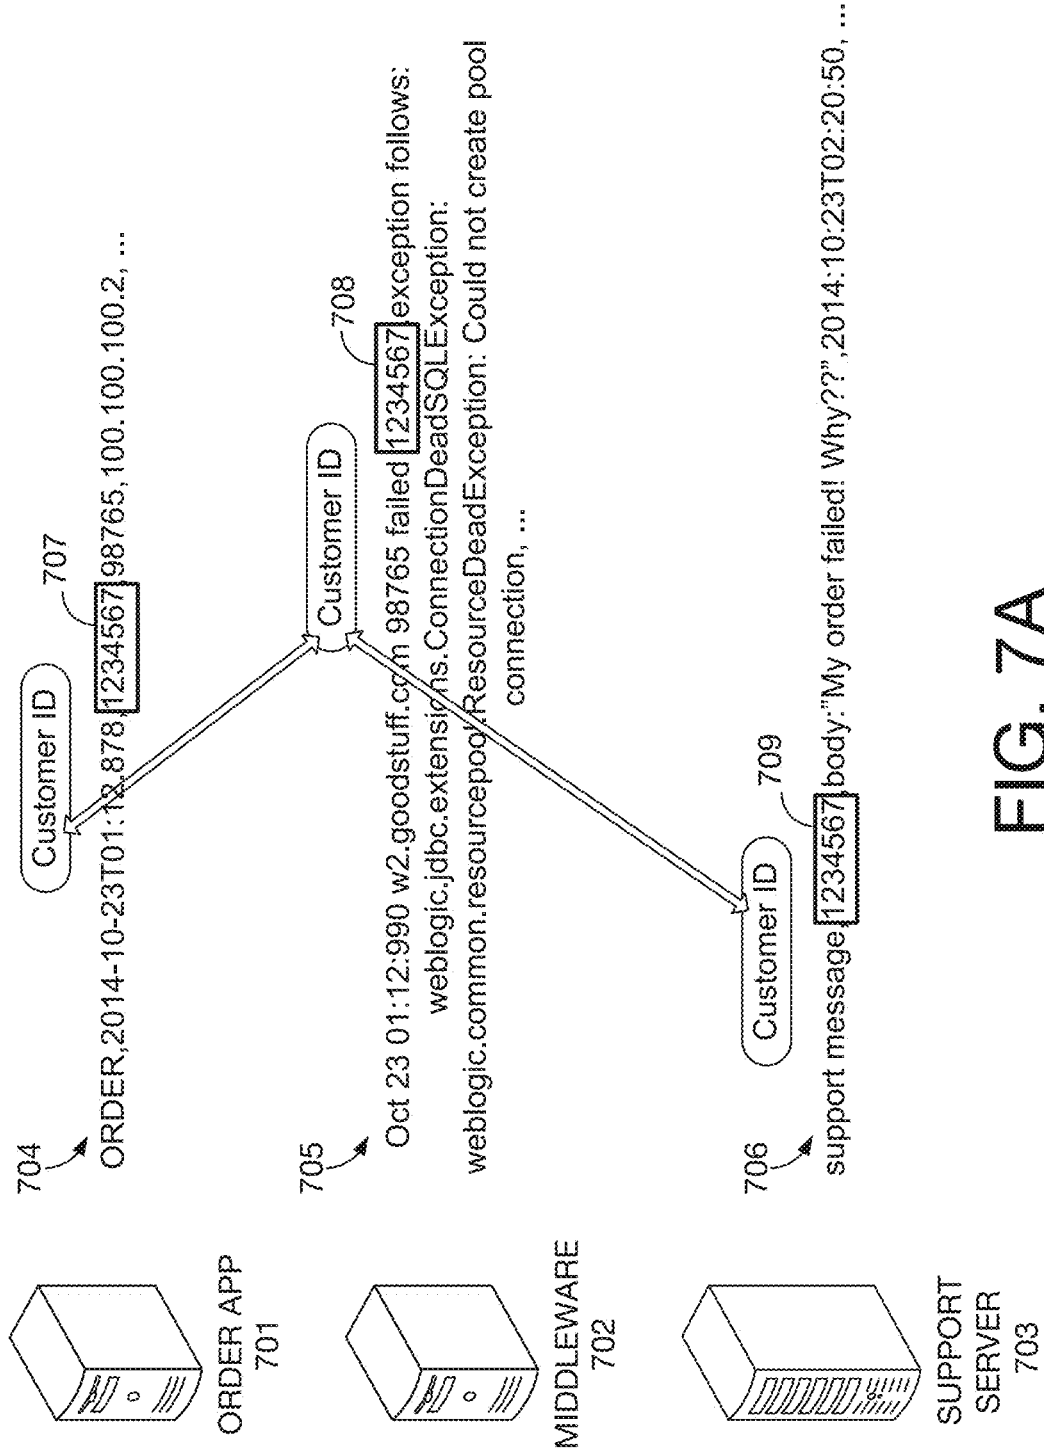 704
Customer ID
707
ORDER,2014-10-23T01:12.878,1234567,98765,100.100.100.2, ...
ORDER APP
701
705
Customer ID
708
Oct 23 01:12:990 w2.goodstuff.com 98765 failed 1234567 exception follows:
weblogic.jdbc.extensions.ConnectionDeadSQLException:
weblogic.common.resourcepool.ResourceDeadException: Could not create pool
connection, ...
MIDDLEWARE
702
706
Customer ID
709
support message,1234567,body:"My order failed! Why??",2014:10:23T02:20:50, ...
SUPPORT
SERVER
703
FIG. 7A